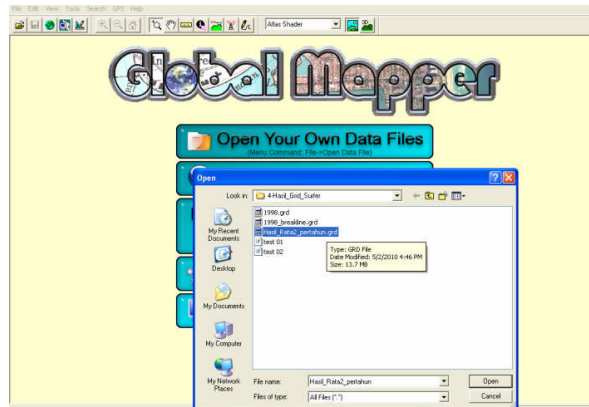 File Edit View Tools Search GPS Help
Atlas Shader
3D
Global Mapper
Open Your Own Data Files
(Menu Command: File->Open Data File)
Open
Look in: 4-Hasil_Grid_Surfer
1998.grd
1998_breakline.grd
Hasil_Rata2_pertahun.grd
test 01
test 02
Type: GRD File
Date Modified: 5/2/2010 4:46 PM
Size: 13.7 MB
My Recent
Documents
Desktop
My Documents
My Computer
My Network
Places
File name: Hasil_Rata2_pertahun Open
Files of type: All Files (*.*) Cancel